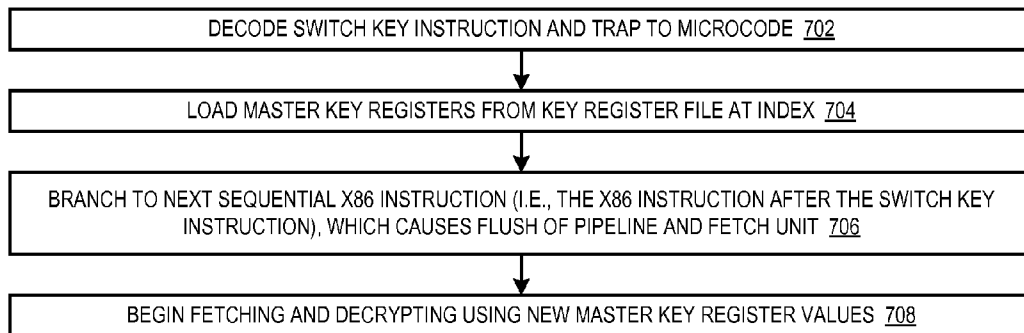 DECODE SWITCH KEY INSTRUCTION AND TRAP TO MICROCODE 702
LOAD MASTER KEY REGISTERS FROM KEY REGISTER FILE AT INDEX 704
BRANCH TO NEXT SEQUENTIAL X86 INSTRUCTION (I.E., THE X86 INSTRUCTION AFTER THE SWITCH KEY
INSTRUCTION), WHICH CAUSES FLUSH OF PIPELINE AND FETCH UNIT 706
BEGIN FETCHING AND DECRYPTING USING NEW MASTER KEY REGISTER VALUES 708